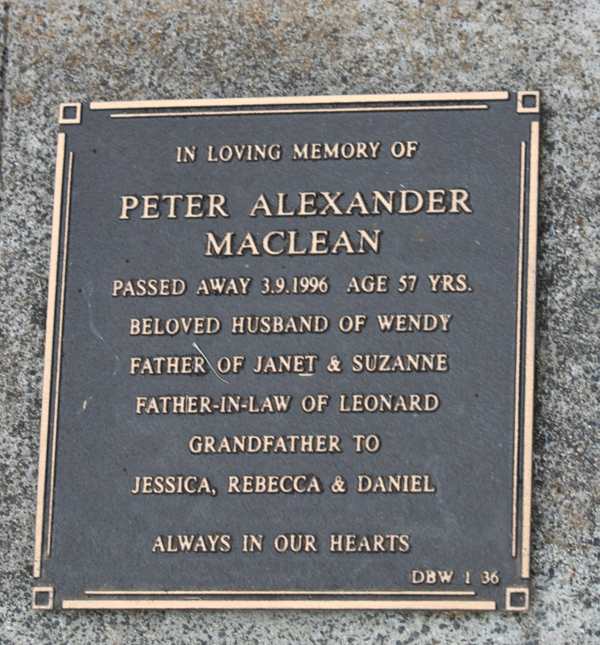 IN LOVING MEMORY OF
PETER ALEXANDER
MACLEAN
PASSED AWAY 3.9.1996 AGE 57 YRS.
BELOVED HUSBAND OF WENDY
FATHER OF JANET & SUZANNE
FATHER-IN-LAW OF LEONARD
GRANDFATHER TO
JESSICA, REBECCA & DANIEL
ALWAYS IN OUR HEARTS
DBW 1 36